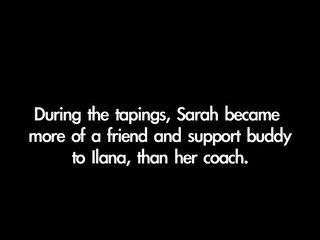 During the tapings, Sarah became
more of a friend and support buddy
to Ilana, than her coach.